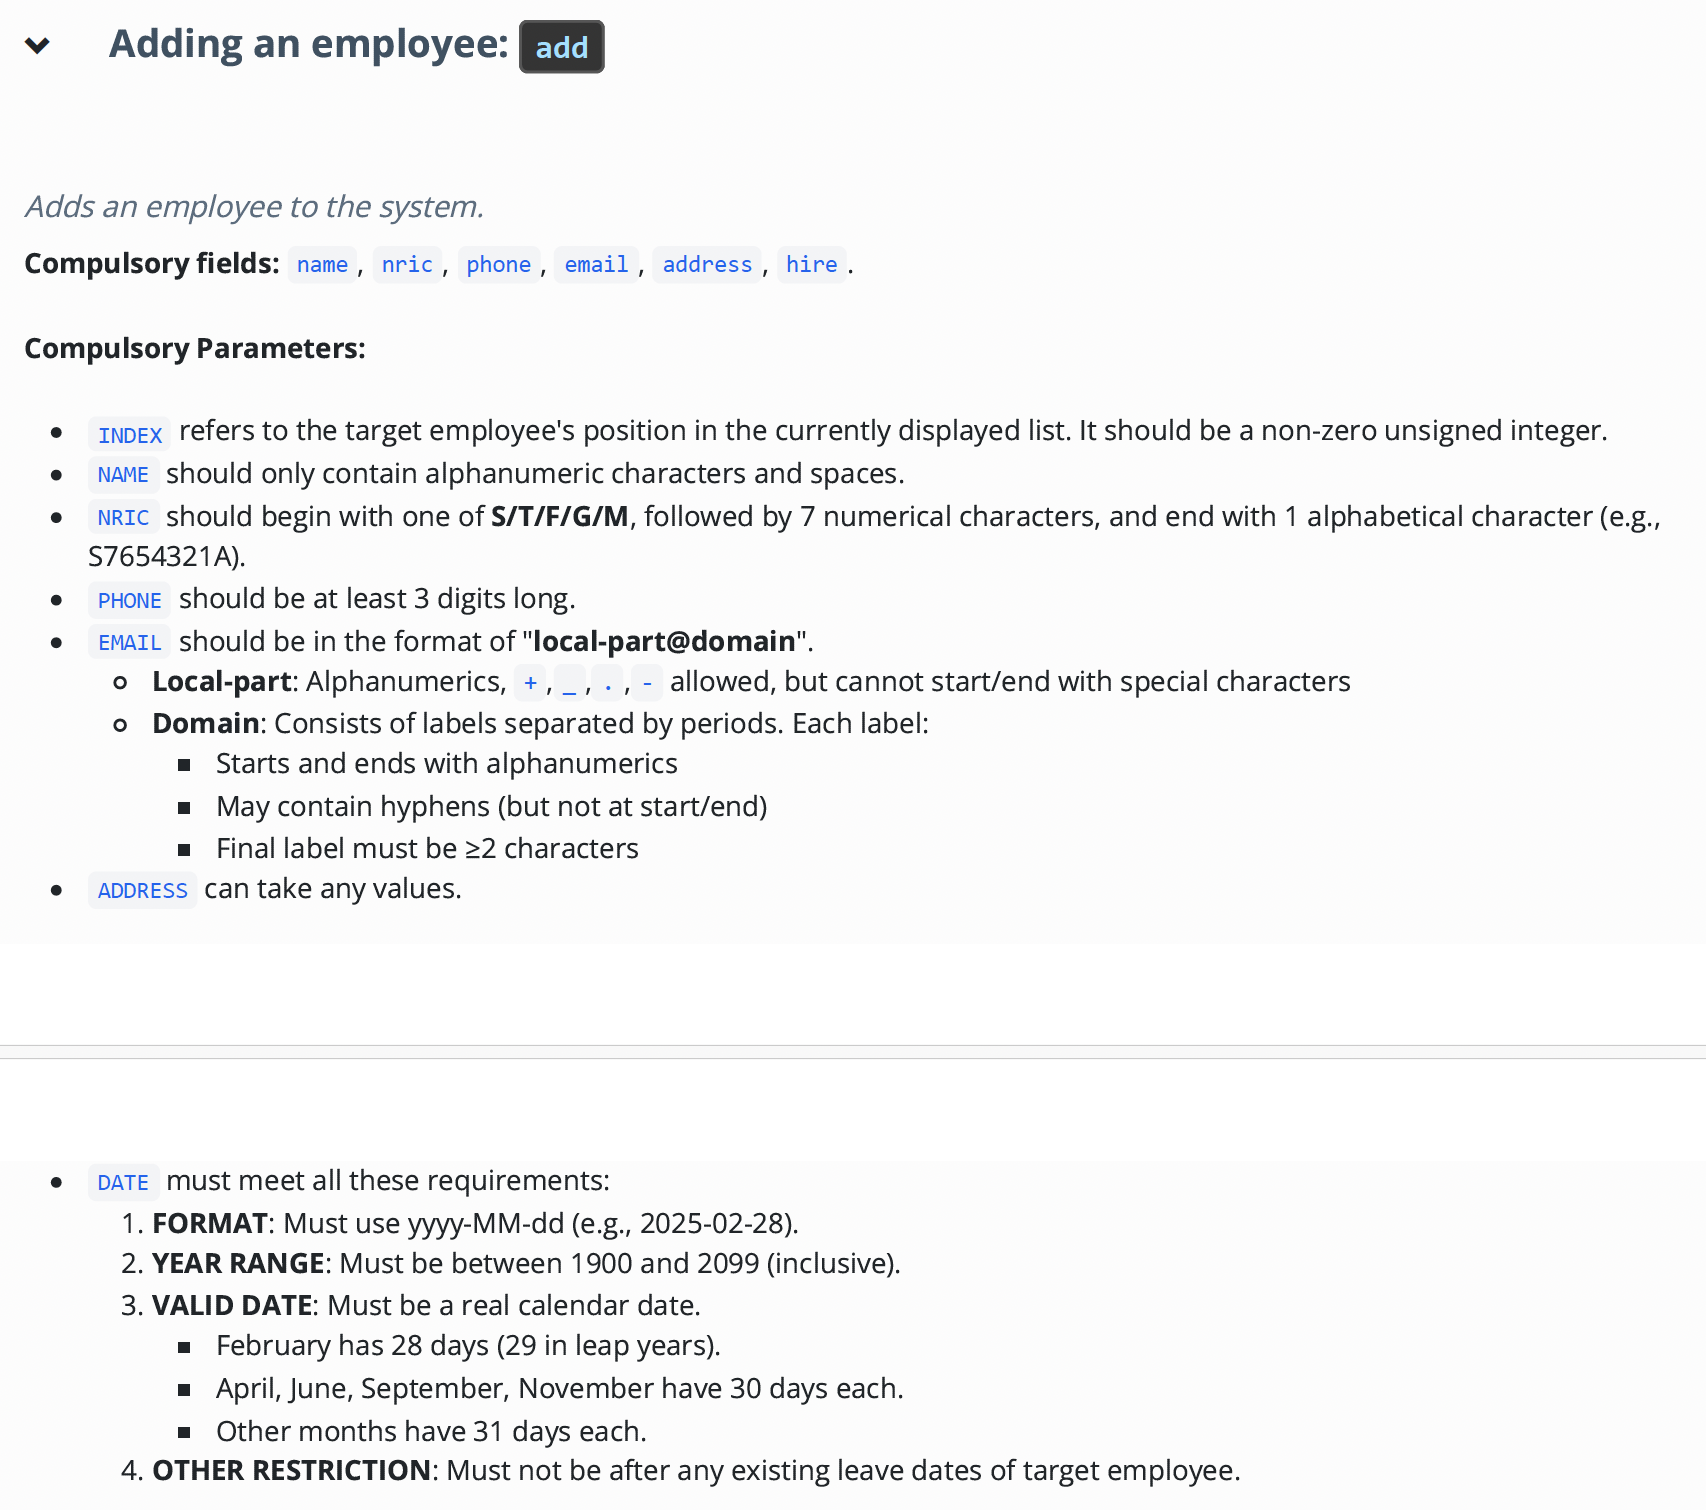 Adding an employee: add
Adds an employee to the system.
Compulsory fields: name, nric, phone, email, address, hire.
Compulsory Parameters:
• INDEX refers to the target employee's position in the currently displayed list. It should be a non-zero unsigned integer.
• NAME should only contain alphanumeric characters and spaces.
• NRIC should begin with one of S/T/F/G/M, followed by 7 numerical characters, and end with 1 alphabetical character (e.g.,
S7654321A).
• PHONE should be at least 3 digits long.
• EMAIL should be in the format of "local-part@domain".
Local-part: Alphanumerics, +,_,.,- allowed, but cannot start/end with special characters
Domain: Consists of labels separated by periods. Each label:
Starts and ends with alphanumerics
May contain hyphens (but not at start/end)
Final label must be ≥2 characters
• ADDRESS can take any values.
• DATE must meet all these requirements:
1. FORMAT: Must use yyyy-MM-dd (e.g., 2025-02-28).
2. YEAR RANGE: Must be between 1900 and 2099 (inclusive).
3. VALID DATE: Must be a real calendar date.
February has 28 days (29 in leap years).
April, June, September, November have 30 days each.
Other months have 31 days each.
4. OTHER RESTRICTION: Must not be after any existing leave dates of target employee.